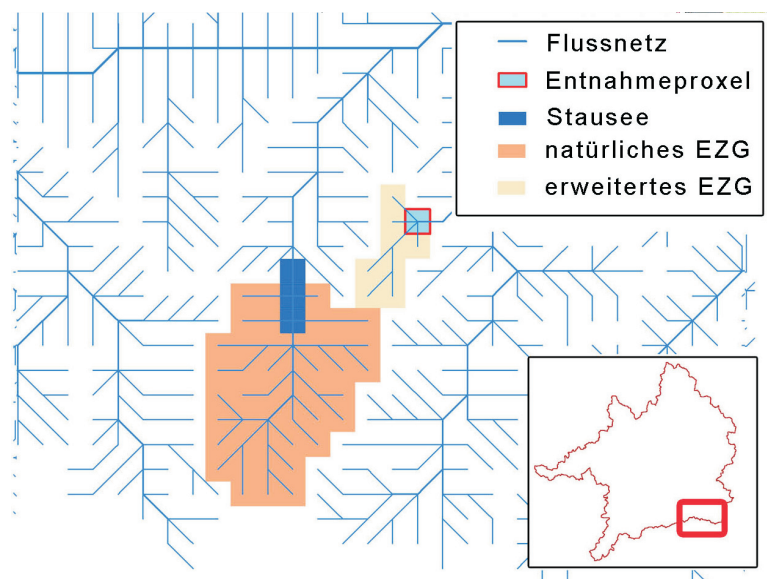 Flussnetz
Entnahmeproxel
Stausee
natürliches EZG
erweitertes EZG